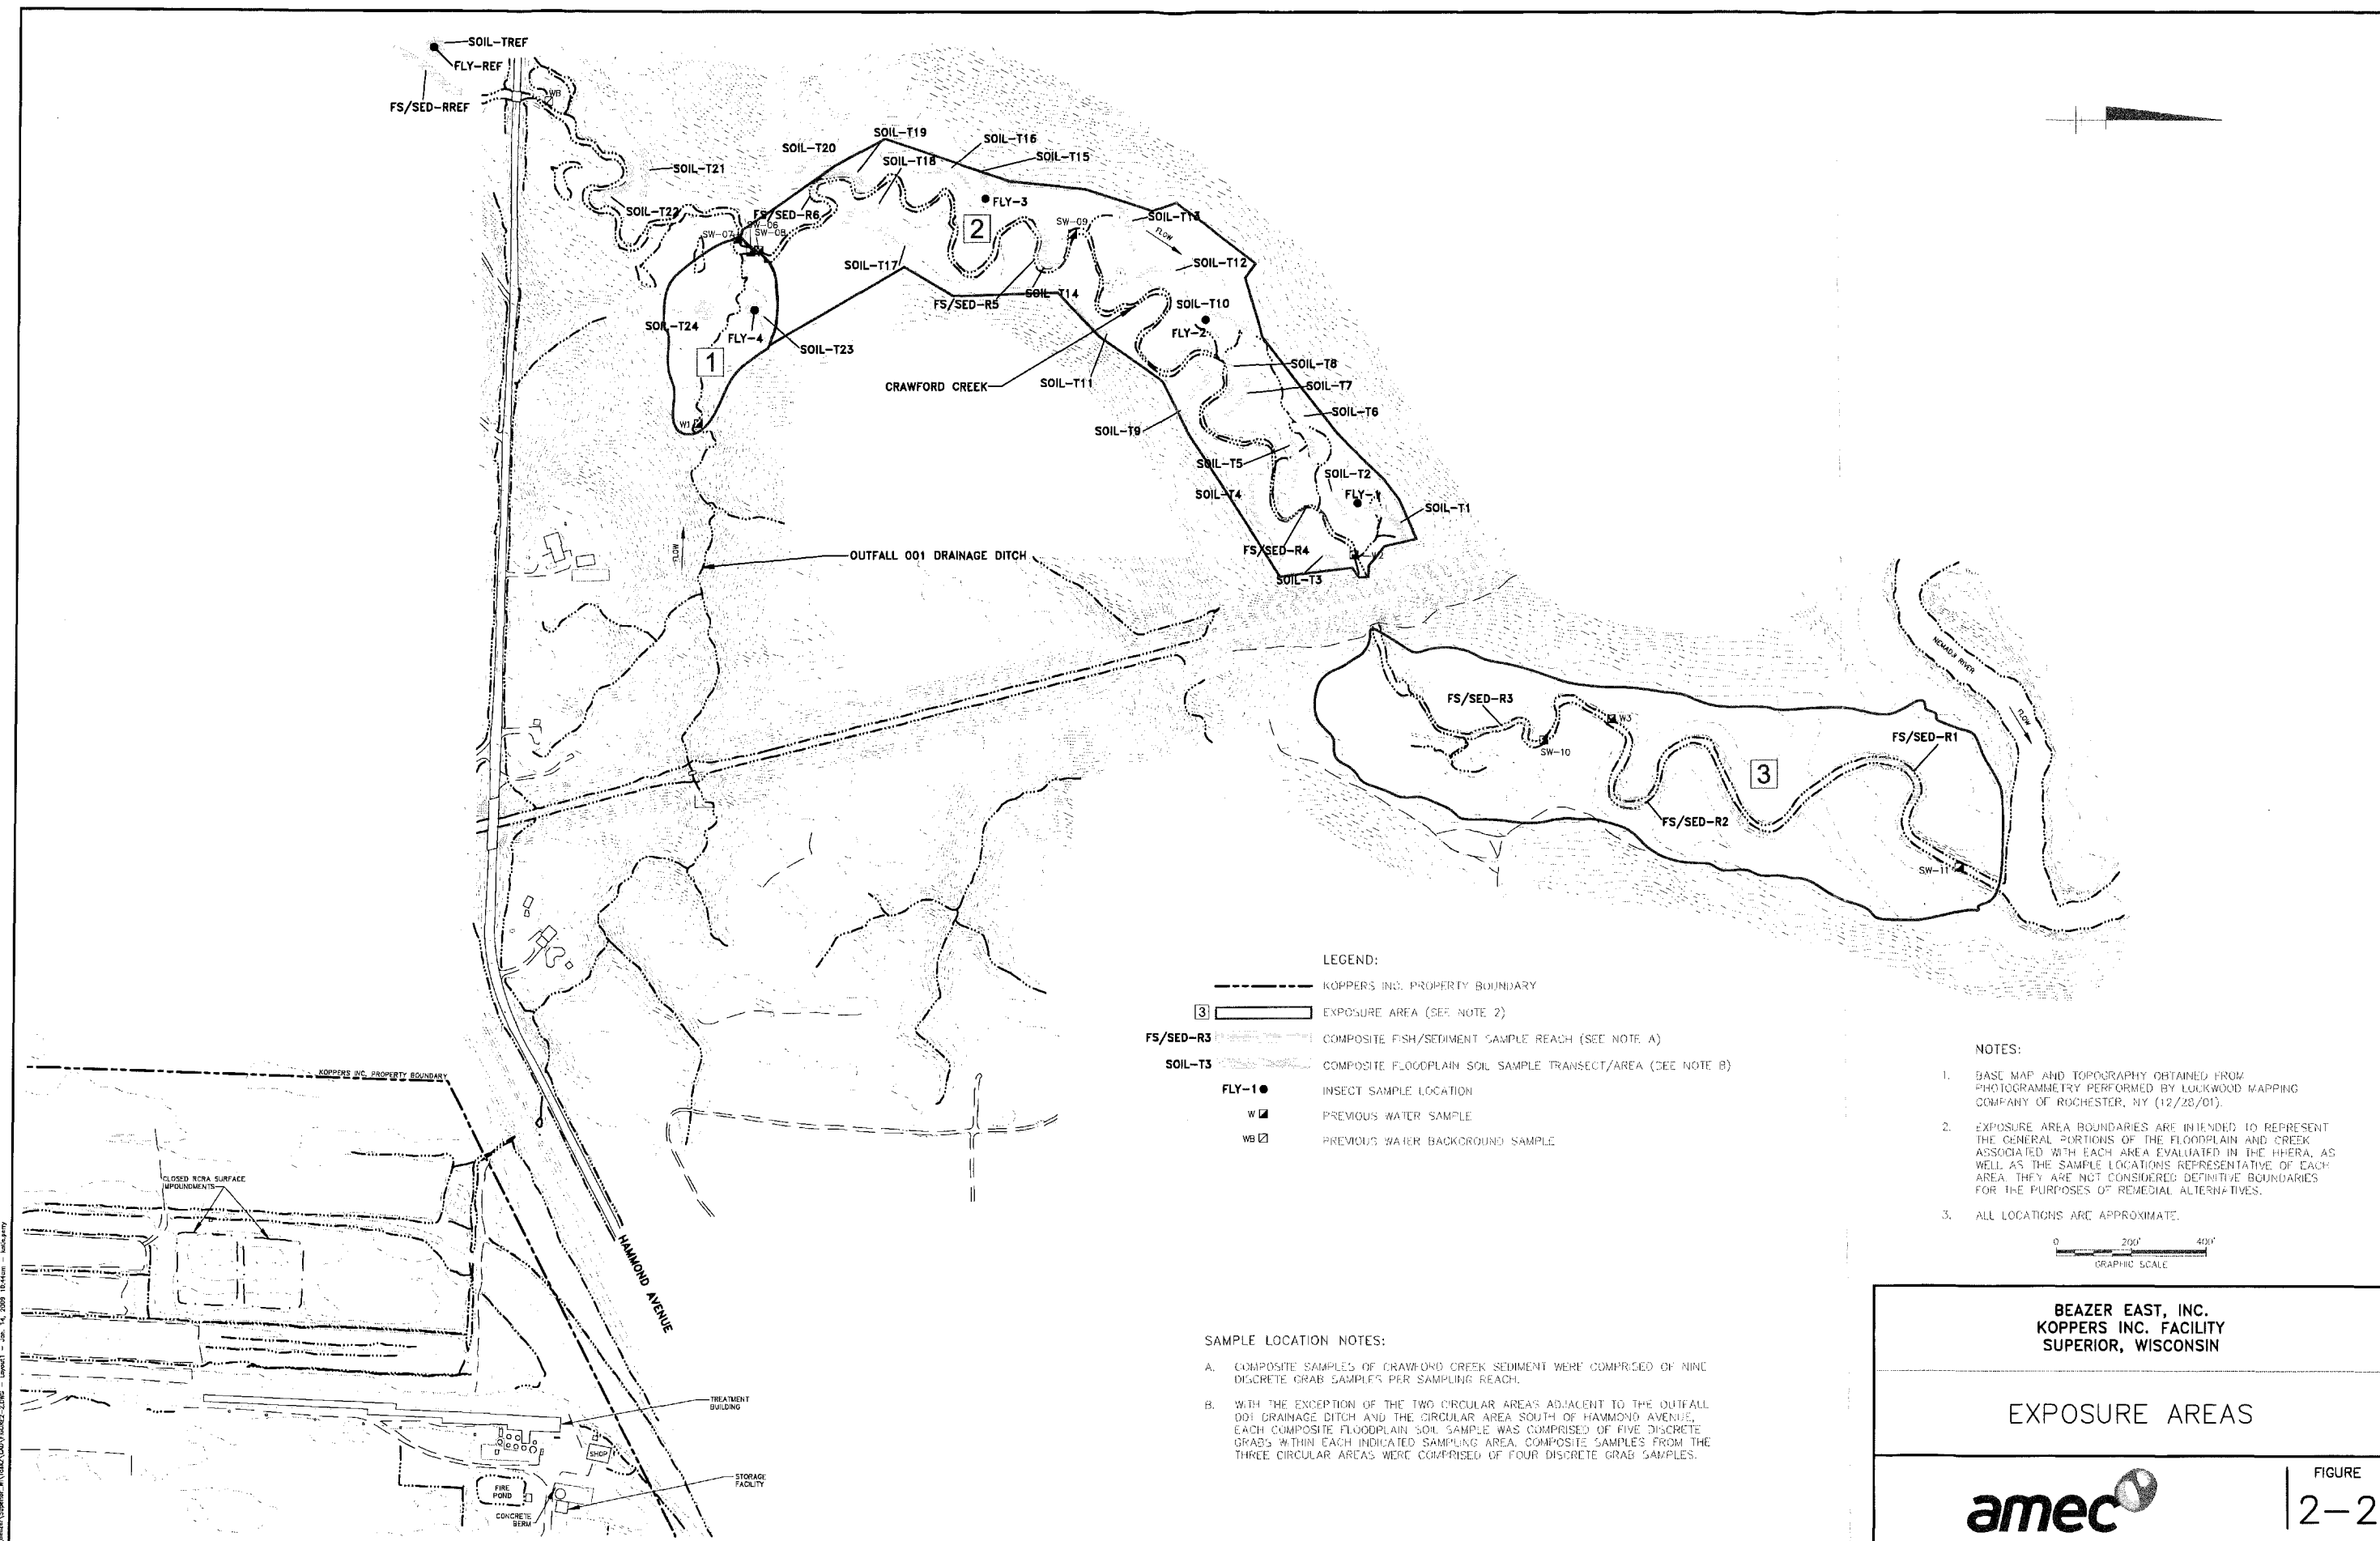 SOIL-TREF
FLY-REF
FS/SED-RREF
WB
SOIL-T19
SOIL-T20
SOIL-T16
SOIL-T18
SOIL-T15
SOIL-T21
SOIL-T22
FS/SED-R6
SW-06
SW-07
SW-08
FLY-3
2
SW-09
SOIL-T13
FLOW
SOIL-T17
SOIL-T12
FS/SED-R5
SOIL-T14
SOIL-T10
FLY-2
SOIL-T24
FLY-4
SOIL-T23
1
W1
CRAWFORD CREEK
SOIL-T11
SOIL-T8
SOIL-T7
SOIL-T6
SOIL-T9
SOIL-T5
SOIL-T2
SOIL-T4
FLY-1
SOIL-T1
FS/SED-R4
W2
SOIL-T3
FLOW
OUTFALL 001 DRAINAGE DITCH
NEMADJI RIVER
FLOW
FS/SED-R3
W3
SW-10
FS/SED-R1
3
FS/SED-R2
SW-11
LEGEND:
KOPPERS INC. PROPERTY BOUNDARY
3 EXPOSURE AREA (SEE NOTE 2)
FS/SED-R3 COMPOSITE FISH/SEDIMENT SAMPLE REACH (SEE NOTE A)
SOIL-T3 COMPOSITE FLOODPLAIN SOIL SAMPLE TRANSECT/AREA (SEE NOTE B)
FLY-1 INSECT SAMPLE LOCATION
W PREVIOUS WATER SAMPLE
WB PREVIOUS WATER BACKGROUND SAMPLE
NOTES:
1. BASE MAP AND TOPOGRAPHY OBTAINED FROM
PHOTOGRAMMETRY PERFORMED BY LOCKWOOD MAPPING
COMPANY OF ROCHESTER, NY (12/28/01).
2. EXPOSURE AREA BOUNDARIES ARE INTENDED TO REPRESENT
THE GENERAL PORTIONS OF THE FLOODPLAIN AND CREEK
ASSOCIATED WITH EACH AREA EVALUATED IN THE HHERA, AS
WELL AS THE SAMPLE LOCATIONS REPRESENTATIVE OF EACH
AREA. THEY ARE NOT CONSIDERED DEFINITIVE BOUNDARIES
FOR THE PURPOSES OF REMEDIAL ALTERNATIVES.
3. ALL LOCATIONS ARE APPROXIMATE.
0 200' 400'
GRAPHIC SCALE
KOPPERS INC. PROPERTY BOUNDARY
CLOSED RCRA SURFACE
IMPOUNDMENTS
HAMMOND AVENUE
TREATMENT
BUILDING
SHOP
STORAGE
FACILITY
FIRE
POND
CONCRETE
BERM
SAMPLE LOCATION NOTES:
A. COMPOSITE SAMPLES OF CRAWFORD CREEK SEDIMENT WERE COMPRISED OF NINE
DISCRETE GRAB SAMPLES PER SAMPLING REACH.
B. WITH THE EXCEPTION OF THE TWO CIRCULAR AREAS ADJACENT TO THE OUTFALL
001 DRAINAGE DITCH AND THE CIRCULAR AREA SOUTH OF HAMMOND AVENUE,
EACH COMPOSITE FLOODPLAIN SOIL SAMPLE WAS COMPRISED OF FIVE DISCRETE
GRABS WITHIN EACH INDICATED SAMPLING AREA. COMPOSITE SAMPLES FROM THE
THREE CIRCULAR AREAS WERE COMPRISED OF FOUR DISCRETE GRAB SAMPLES.
BEAZER EAST, INC.
KOPPERS INC. FACILITY
SUPERIOR, WISCONSIN
EXPOSURE AREAS
amec
FIGURE
2-2